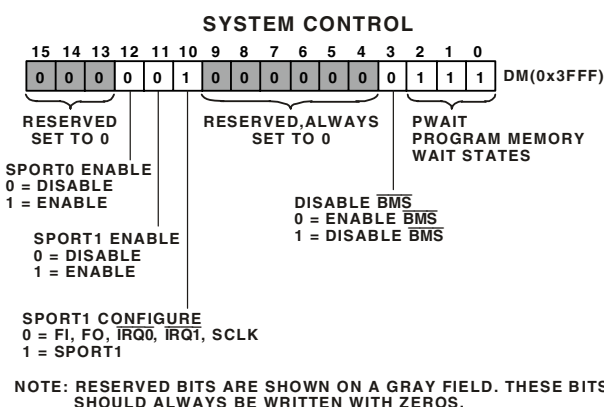 SYSTEM CONTROL
15 14 13 12 11 10 9 8 7 6 5 4 3 2 1 0
0 0 0 0 0 1 0 0 0 0 0 0 0 1 1 1 DM(0x3FFF)
RESERVED
SET TO 0
RESERVED,ALWAYS
SET TO 0
PWAIT
PROGRAM MEMORY
WAIT STATES
SPORT0 ENABLE
0 = DISABLE
1 = ENABLE
DISABLE BMS
0 = ENABLE BMS
1 = DISABLE BMS
SPORT1 ENABLE
0 = DISABLE
1 = ENABLE
SPORT1 CONFIGURE
0 = FI, FO, IRQ0, IRQ1, SCLK
1 = SPORT1
NOTE: RESERVED BITS ARE SHOWN ON A GRAY FIELD. THESE BITS
SHOULD ALWAYS BE WRITTEN WITH ZEROS.